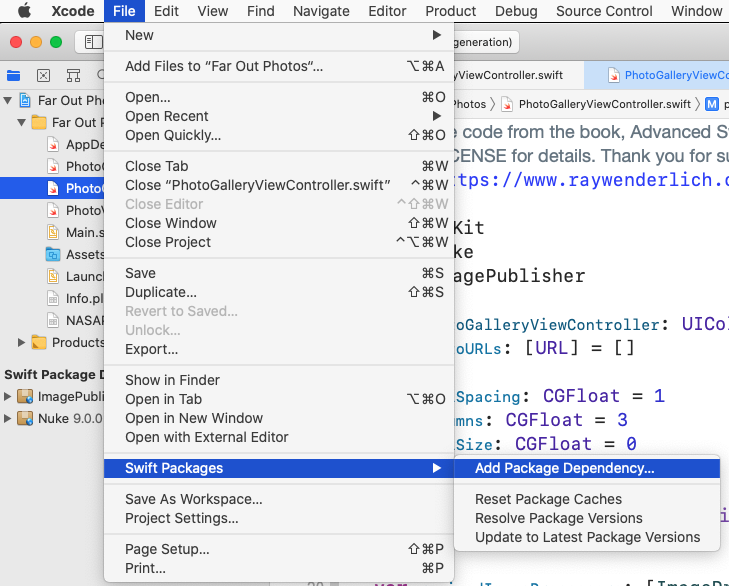 Xcode File Edit View Find Navigate Editor Product Debug Source Control Window
New
Add Files to “Far Out Photos”... ⌥⌘A
Open... ⌘O
Open Recent
Open Quickly... ⇧⌘O
Close Tab ⌘W
Close “PhotoGalleryViewController.swift” ^⌘W
Close Editor ^⇧⌘W
Close Window ⇧⌘W
Close Project ^⌥⌘W
Save ⌘S
Duplicate... ⇧⌘S
Revert to Saved...
Unlock...
Export...
Show in Finder
Open in Tab ⌥⌘O
Open in New Window
Open with External Editor
Swift Packages
Save As Workspace...
Project Settings...
Page Setup... ⇧⌘P
Print... ⌘P
Add Package Dependency...
Reset Package Caches
Resolve Package Versions
Update to Latest Package Versions
Far Out Pho
Far Out P
AppDe
PhotoG
PhotoG
PhotoV
Main.s
Assets
Launch
Info.pl
NASAP
Products
Swift Package D
ImagePubli
Nuke 9.0.0
generation)
yViewController.swift
PhotoGalleryViewCo
Photos PhotoGalleryViewController.swift M p
e code from the book, Advanced Sw
CENSE for details. Thank you for su
ttps://www.raywenderlich.c
Kit
ke
agePublisher
oGalleryViewController: UICol
oURLs: [URL] = []
Spacing: CGFloat = 1
mns: CGFloat = 3
Size: CGFloat = 0